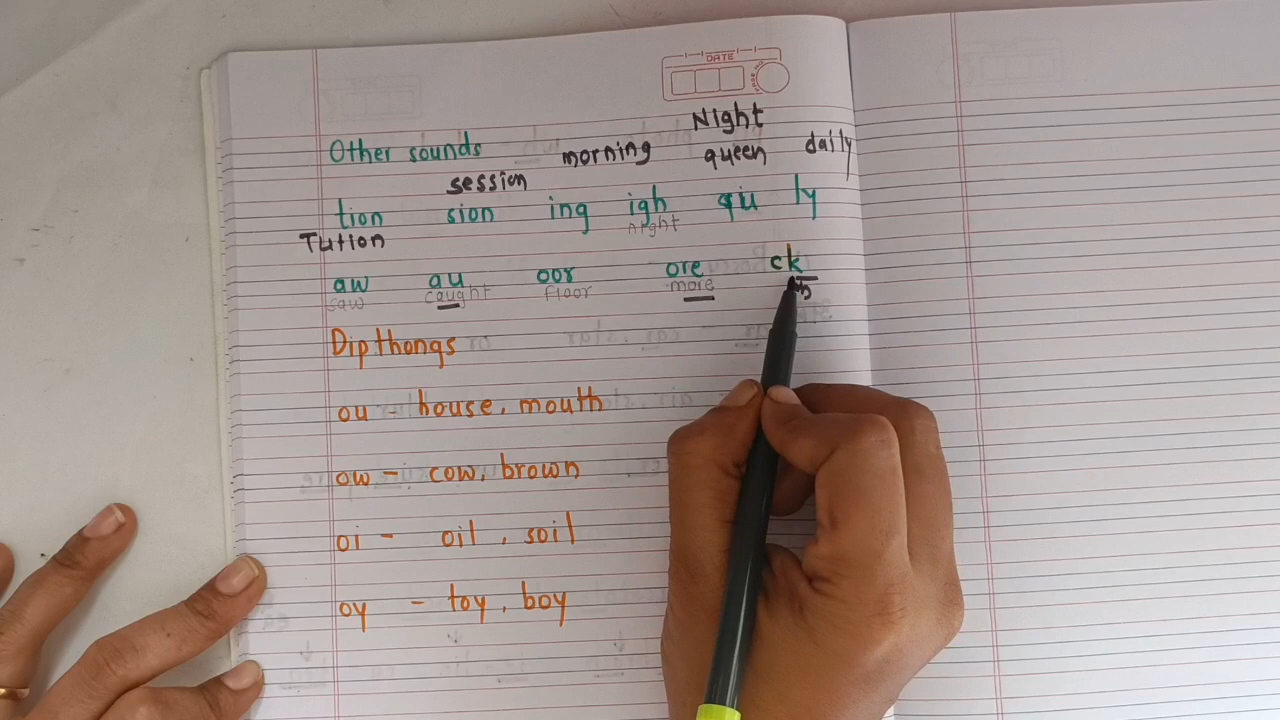 DATE
Night
Other sounds morning queen daily
session
tion sion ing igh qu ly
Tution night
aw au oor ore ck
saw caught floor more
Dipthongs
ou - house, mouth
ow - cow, brown
oi - oil, soil
oy - toy, boy